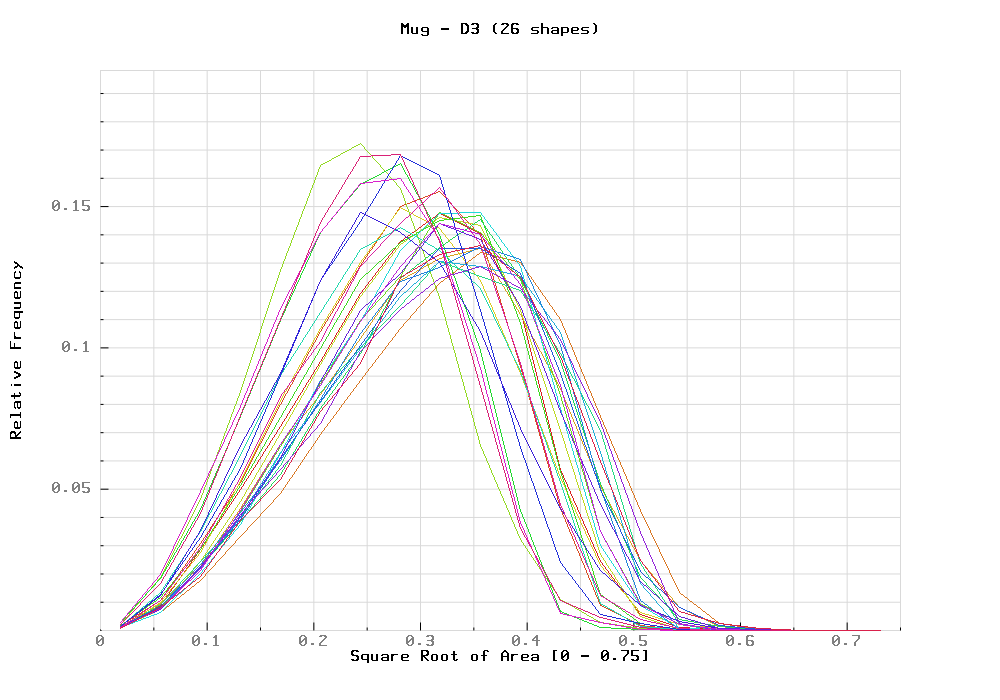 Mug - D3 (26 shapes)
Relative Frequency
0.15
0.1
0.05
0 0.1 0.2 0.3 0.4 0.5 0.6 0.7
Square Root of Area [0 - 0.75]